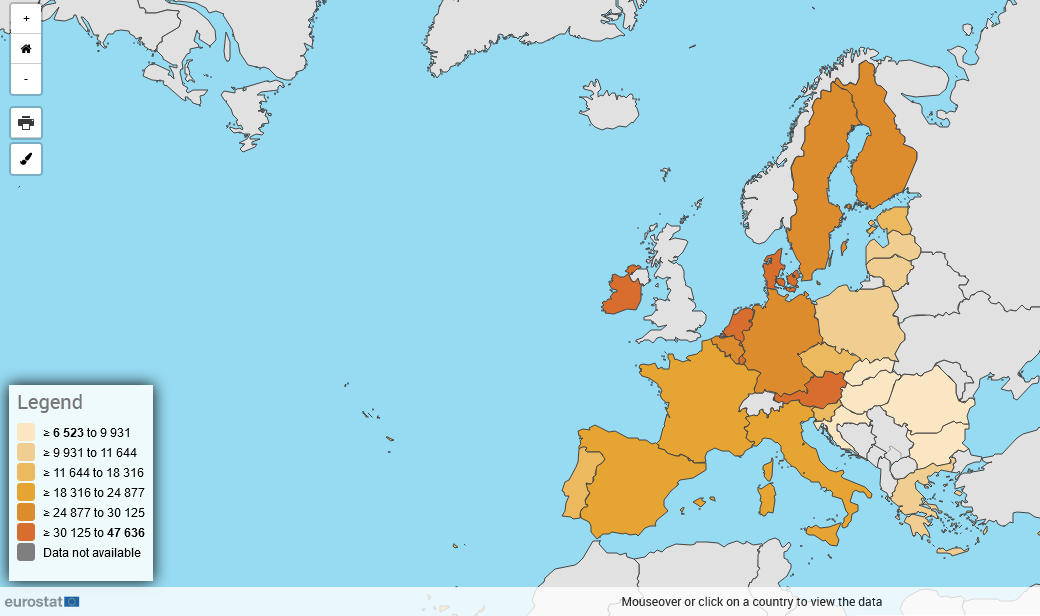 +
-
Legend
≥ 6 523 to 9 931
≥ 9 931 to 11 644
≥ 11 644 to 18 316
≥ 18 316 to 24 877
≥ 24 877 to 30 125
≥ 30 125 to 47 636
Data not available
eurostat
Mouseover or click on a country to view the data